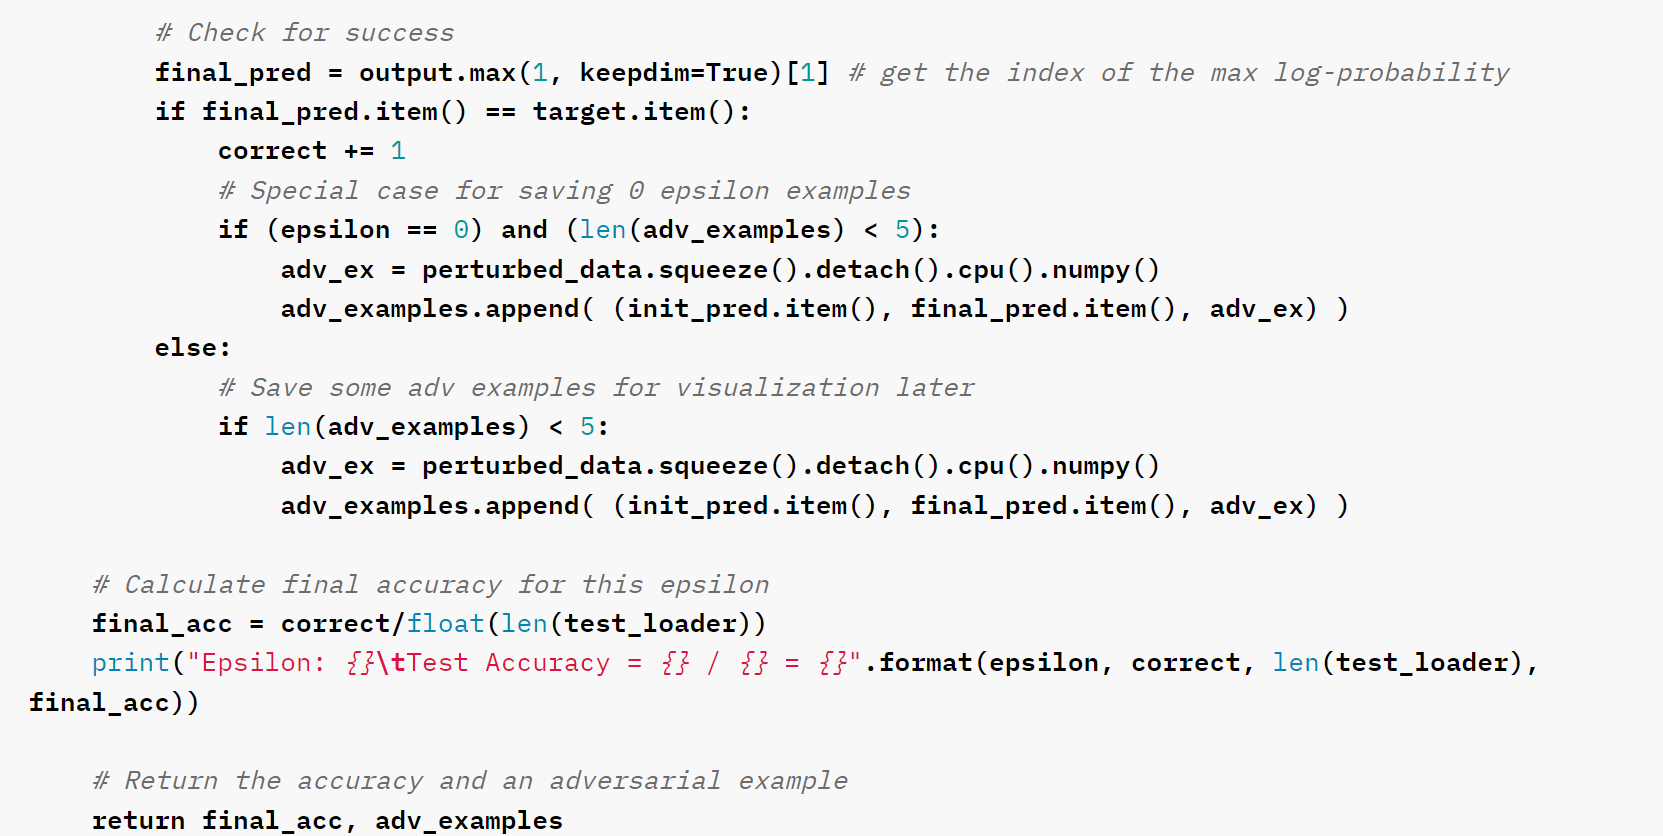 # Check for success
final_pred = output.max(1, keepdim=True)[1] # get the index of the max log-probability
if final_pred.item() == target.item():
correct += 1
# Special case for saving 0 epsilon examples
if (epsilon == 0) and (len(adv_examples) < 5):
adv_ex = perturbed_data.squeeze().detach().cpu().numpy()
adv_examples.append( (init_pred.item(), final_pred.item(), adv_ex) )
else:
# Save some adv examples for visualization later
if len(adv_examples) < 5:
adv_ex = perturbed_data.squeeze().detach().cpu().numpy()
adv_examples.append( (init_pred.item(), final_pred.item(), adv_ex) )
# Calculate final accuracy for this epsilon
final_acc = correct/float(len(test_loader))
print("Epsilon: {}\tTest Accuracy = {} / {} = {}".format(epsilon, correct, len(test_loader),
final_acc))
# Return the accuracy and an adversarial example
return final_acc, adv_examples